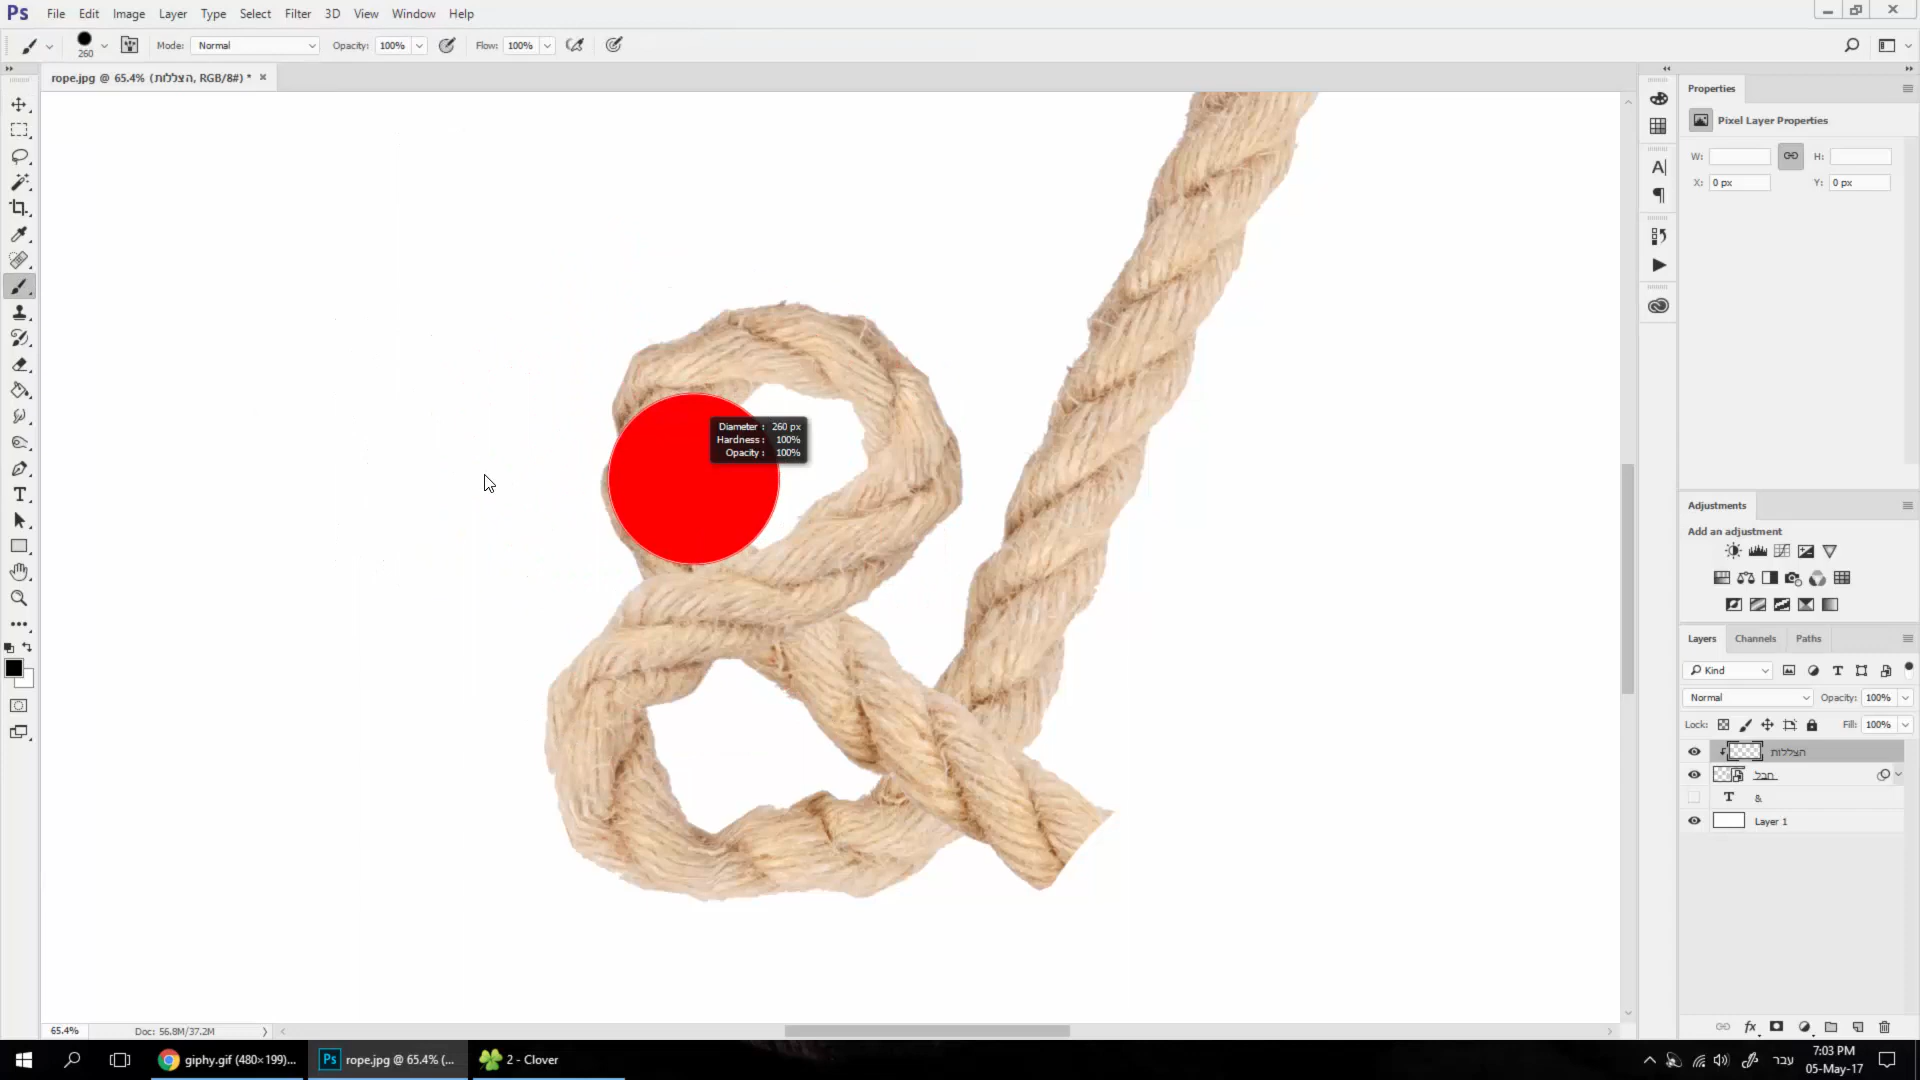 Ps File Edit Image Layer Type Select Filter 3D View Window Help
260 Mode: Normal Opacity: 100% Flow: 100%
rope.jpg @ 65.4% (הצללות, RGB/8#) *
Properties
Pixel Layer Properties
W: H:
X: 0 px Y: 0 px
Diameter : 260 px
Hardness : 100%
Opacity : 100%
Adjustments
Add an adjustment
Layers Channels Paths
Kind
Normal Opacity: 100%
Lock: Fill: 100%
הצללות
חבל
T &
Layer 1
65.4% Doc: 56.8M/37.2M
giphy.gif (480×199)... Ps rope.jpg @ 65.4% (... 2 - Clover
עבר 7:03 PM
05-May-17